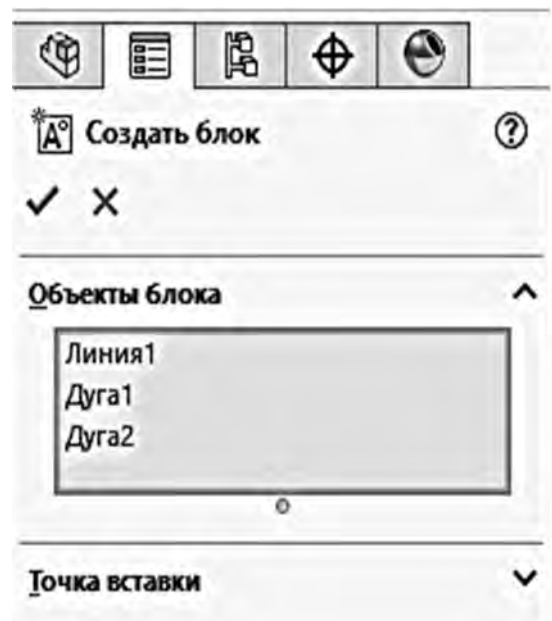 Создать блок
Объекты блока
Линия1
Дуга1
Дуга2
Точка вставки